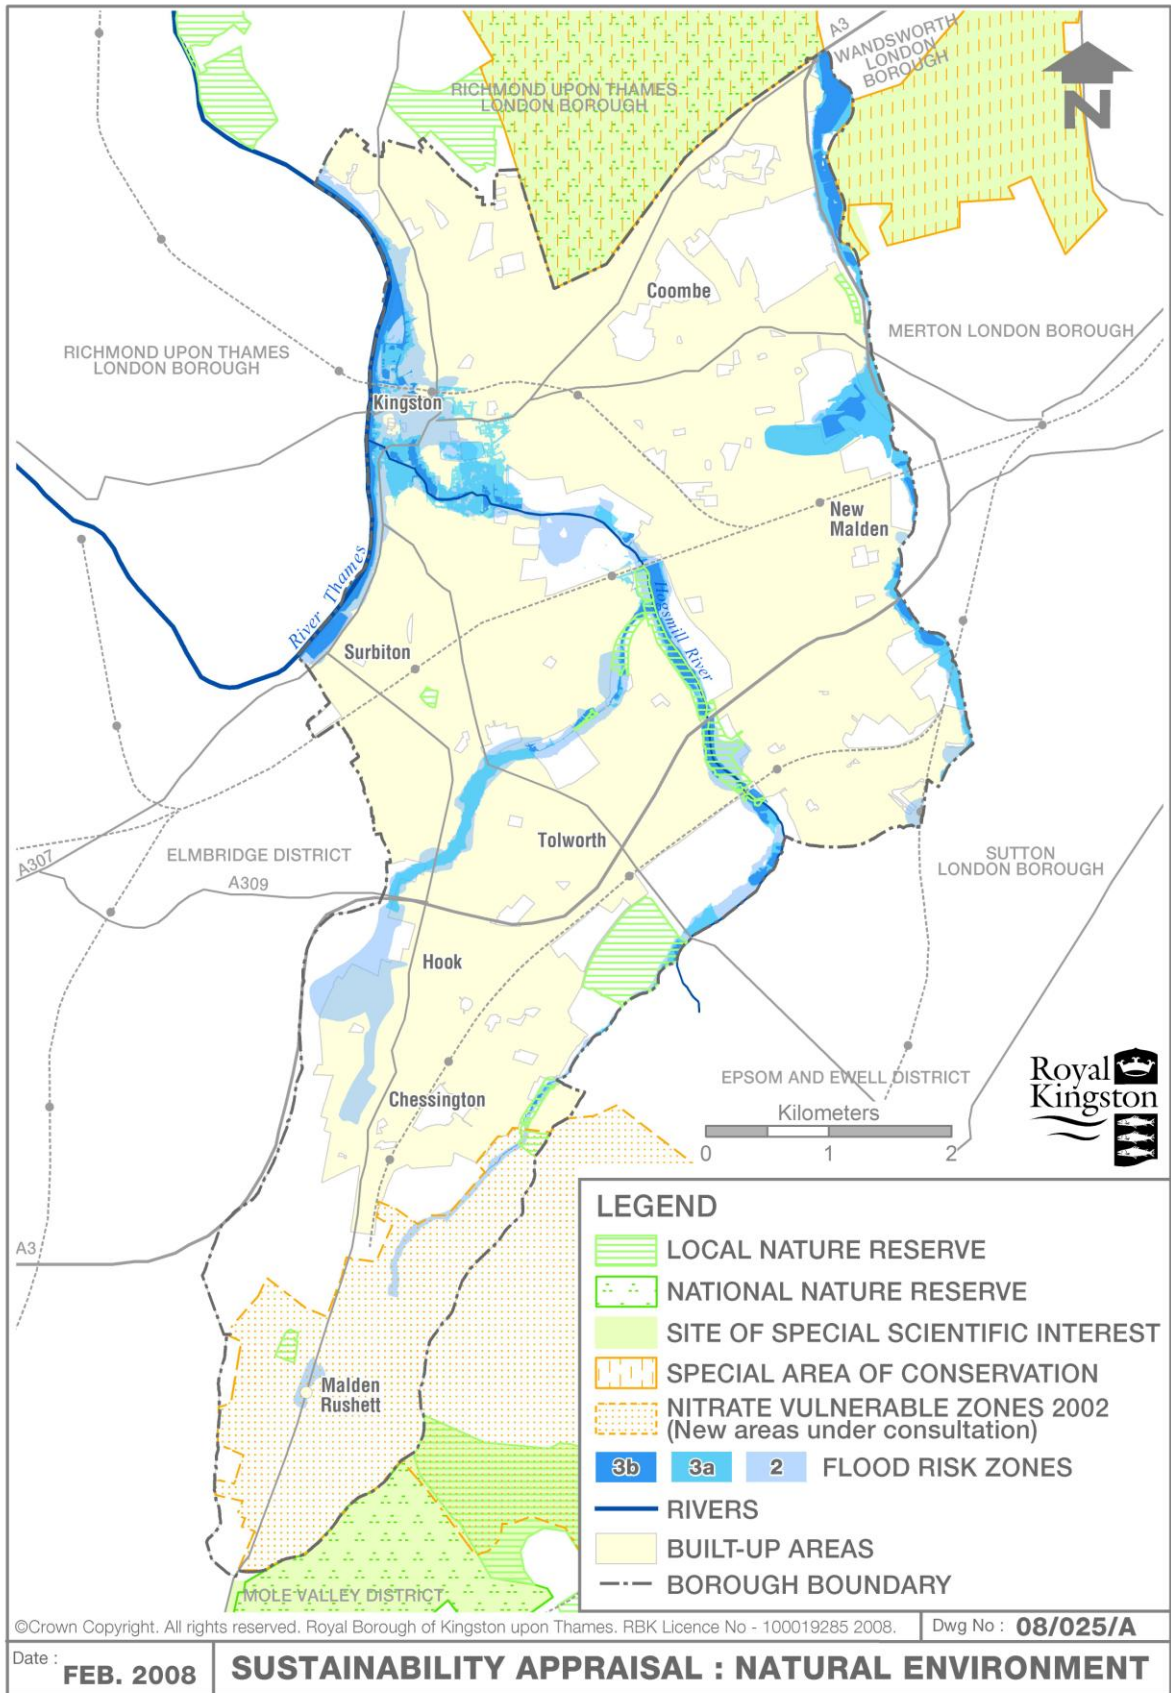 A3
WANDSWORTH
LONDON
BOROUGH
N
RICHMOND UPON THAMES
LONDON BOROUGH
Coombe
MERTON LONDON BOROUGH
RICHMOND UPON THAMES
LONDON BOROUGH
Kingston
New
Malden
River Thames
Hogsmill River
Surbiton
Tolworth
A307
ELMBRIDGE DISTRICT
A309
SUTTON
LONDON BOROUGH
Hook
Chessington
EPSOM AND EWELL DISTRICT
Royal
Kingston
Kilometers
0 1 2
A3
Malden
Rushett
MOLE VALLEY DISTRICT
LEGEND
LOCAL NATURE RESERVE
NATIONAL NATURE RESERVE
SITE OF SPECIAL SCIENTIFIC INTEREST
SPECIAL AREA OF CONSERVATION
NITRATE VULNERABLE ZONES 2002
(New areas under consultation)
3b 3a 2 FLOOD RISK ZONES
RIVERS
BUILT-UP AREAS
BOROUGH BOUNDARY
©Crown Copyright. All rights reserved. Royal Borough of Kingston upon Thames. RBK Licence No - 100019285 2008.
Dwg No : 08/025/A
Date : FEB. 2008
SUSTAINABILITY APPRAISAL : NATURAL ENVIRONMENT